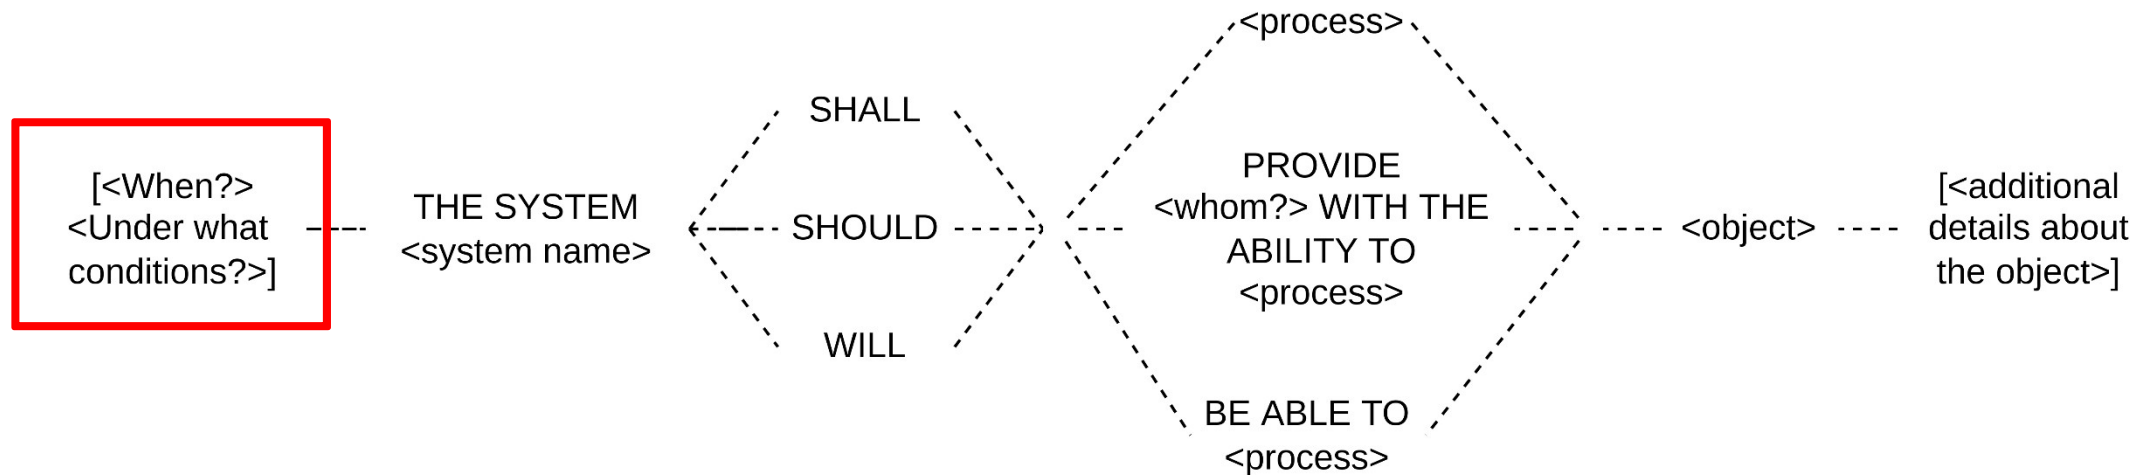 [<When?>
<Under what
conditions?>]
THE SYSTEM
<system name>
SHALL
SHOULD
WILL
<process>
PROVIDE
<whom?> WITH THE
ABILITY TO
<process>
BE ABLE TO
<process>
<object>
[<additional
details about
the object>]